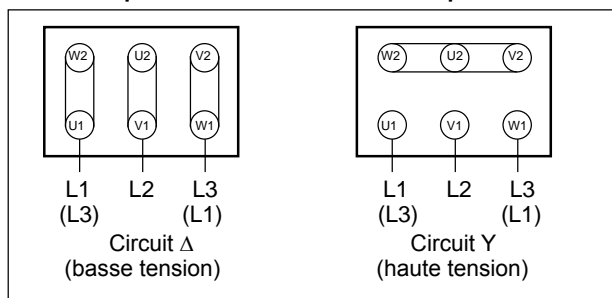 W2 U2 V2
U1 V1 W1
L1 L2 L3
(L3) (L1)
Circuit Δ
(basse tension)
W2 U2 V2
U1 V1 W1
L1 L2 L3
(L3) (L1)
Circuit Y
(haute tension)